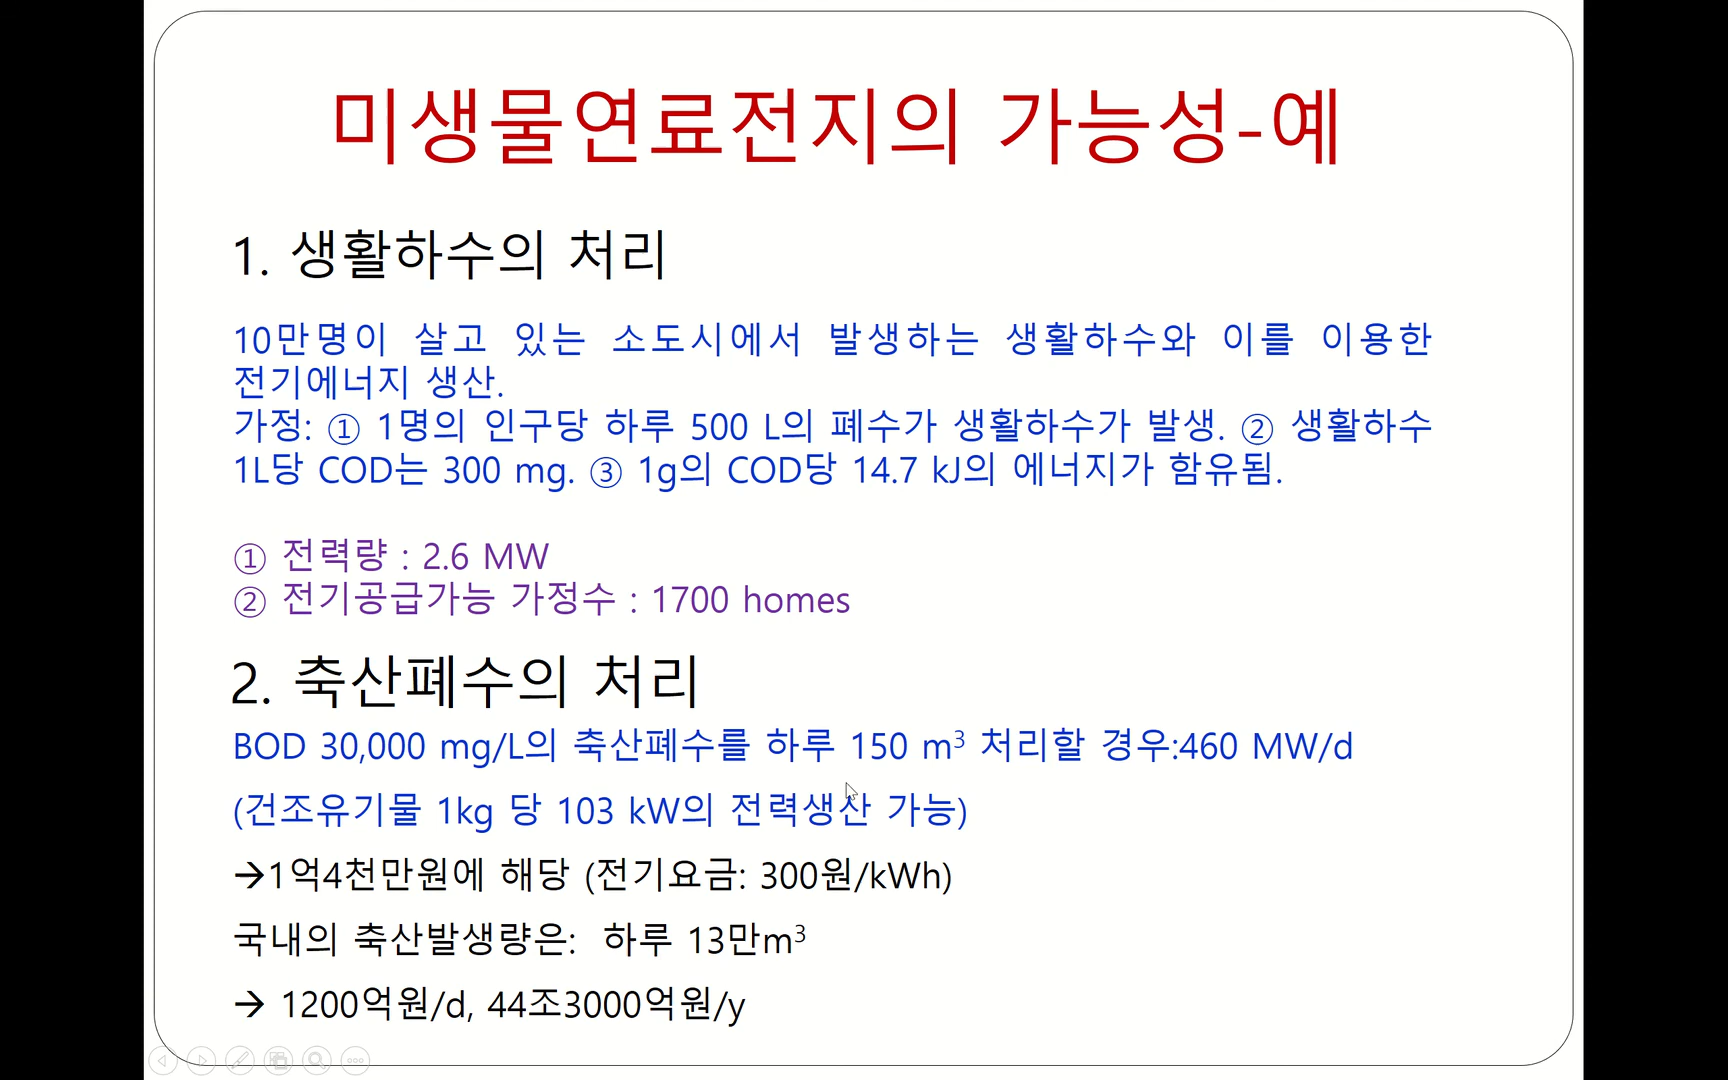 미생물연료전지의 가능성-예
1. 생활하수의 처리
10만명이 살고 있는 소도시에서 발생하는 생활하수와 이를 이용한
전기에너지 생산.
가정: ① 1명의 인구당 하루 500 L의 폐수가 생활하수가 발생. ② 생활하수
1L당 COD는 300 mg. ③ 1g의 COD당 14.7 kJ의 에너지가 함유됨.
① 전력량 : 2.6 MW
② 전기공급가능 가정수 : 1700 homes
2. 축산폐수의 처리
BOD 30,000 mg/L의 축산폐수를 하루 150 m³ 처리할 경우:460 MW/d
(건조유기물 1kg 당 103 kW의 전력생산 가능)
→1억4천만원에 해당 (전기요금: 300원/kWh)
국내의 축산발생량은: 하루 13만m³
→ 1200억원/d, 44조3000억원/y